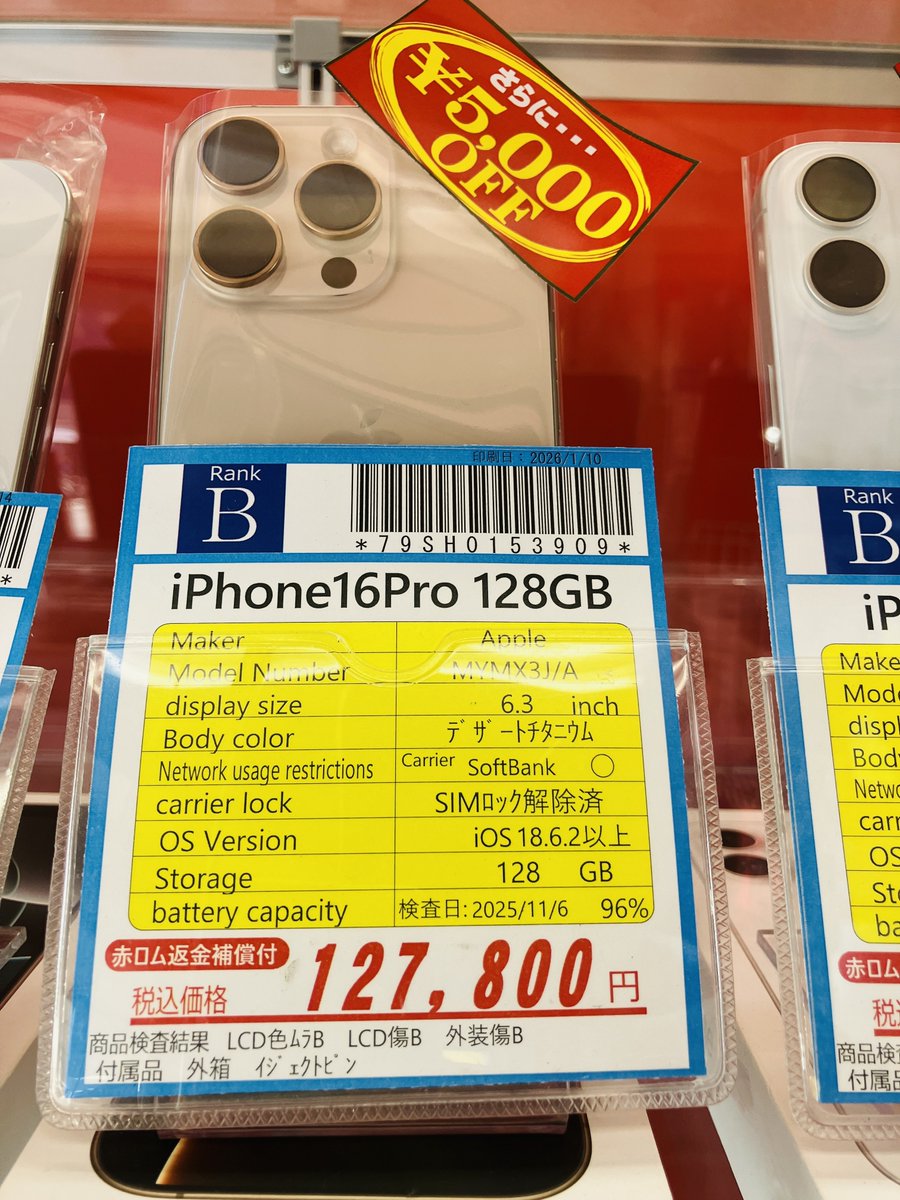 さらに・・・
¥5,000
OFF
印刷日：2026/1/10
Rank
B
*79SH0153909*
iPhone16Pro 128GB
Maker Apple
Model Number MYMX3J/A
display size 6.3 inch
Body color ﾃﾞｻﾞｰﾄﾁﾀﾆｳﾑ
Network usage restrictions Carrier SoftBank ○
carrier lock SIMﾛｯｸ解除済
OS Version iOS 18.6.2以上
Storage 128 GB
battery capacity 検査日：2025/11/6 96%
赤ロム返金補償付
税込価格 127,800円
商品検査結果 LCD色ﾑﾗB LCD傷B 外装傷B
付属品 外箱 ｲｼﾞｪｸﾄﾋﾟﾝ
14
*
Rank
B
iP
Make
Mode
displ
Body
Netwo
carr
OS
Sto
ba
赤ロム
税込
商品検査
付属品